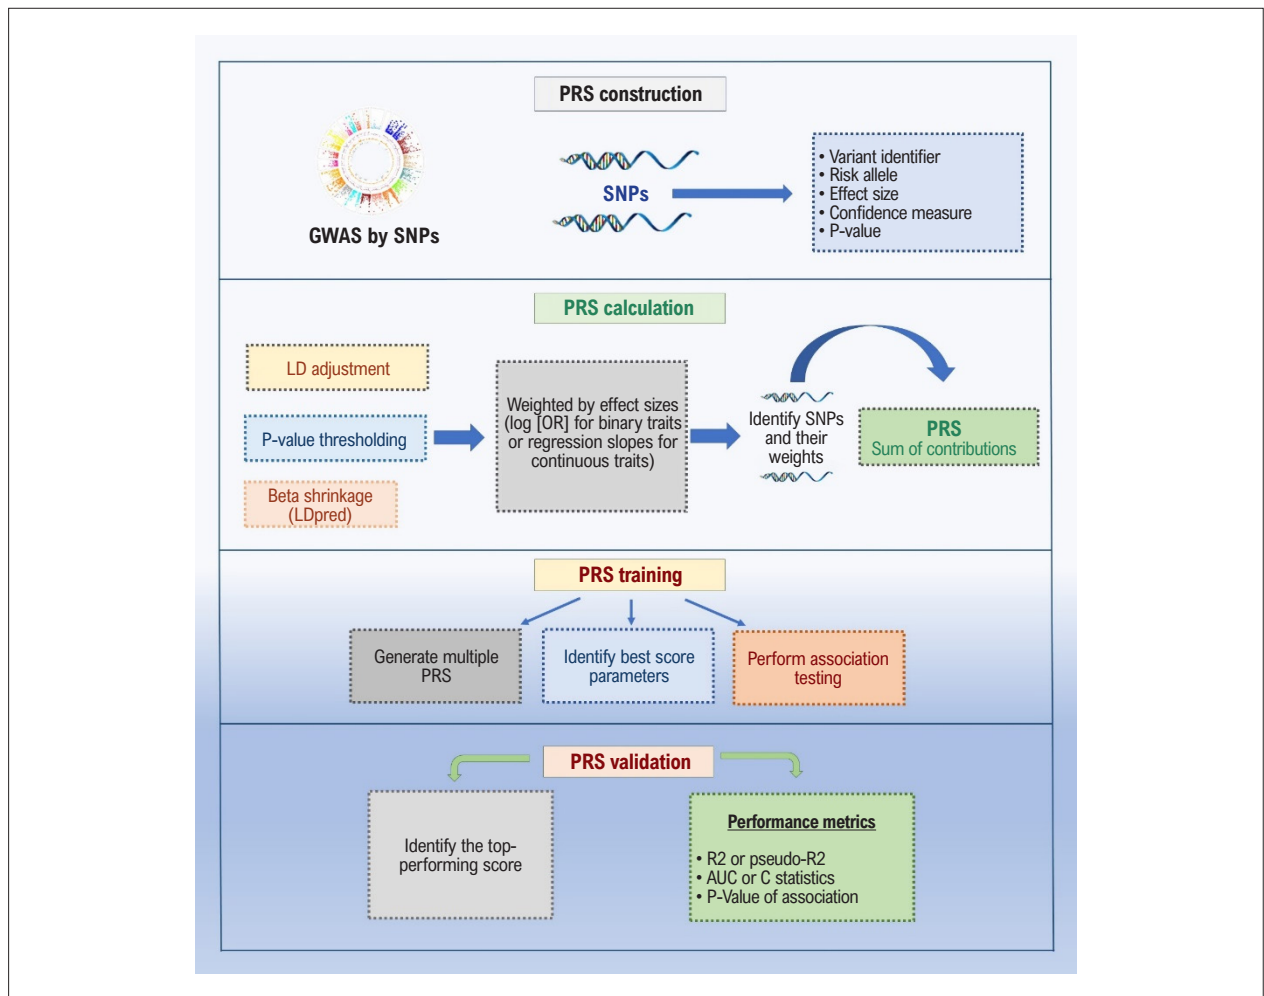 PRS construction
GWAS by SNPs
SNPs
• Variant identifier
• Risk allele
• Effect size
• Confidence measure
• P-value
PRS calculation
LD adjustment
P-value thresholding
Beta shrinkage
(LDpred)
Weighted by effect sizes
(log [OR] for binary traits
or regression slopes for
continuous traits)
Identify SNPs
and their
weights
PRS
Sum of contributions
PRS training
Generate multiple
PRS
Identify best score
parameters
Perform association
testing
PRS validation
Identify the top-
performing score
Performance metrics
• R2 or pseudo-R2
• AUC or C statistics
• P-Value of association